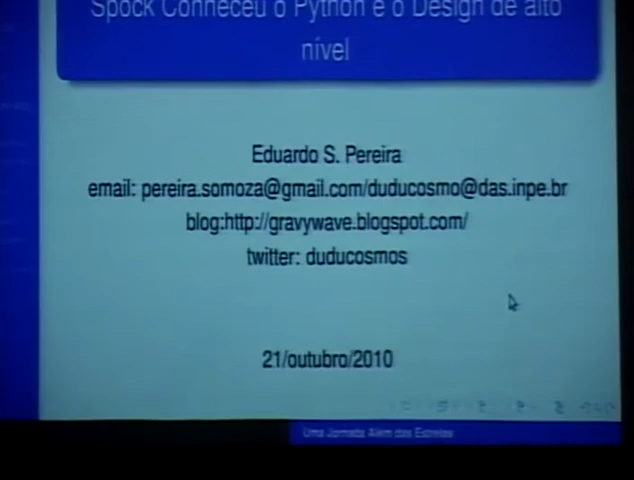 Spock Conheceu o Python e o Design de alto
nível
Eduardo S. Pereira
email: pereira.somoza@gmail.com/duducosmo@das.inpe.br
blog:http://gravywave.blogspot.com/
twitter: duducosmos
21/outubro/2010
Uma Jornada Além das Estrelas